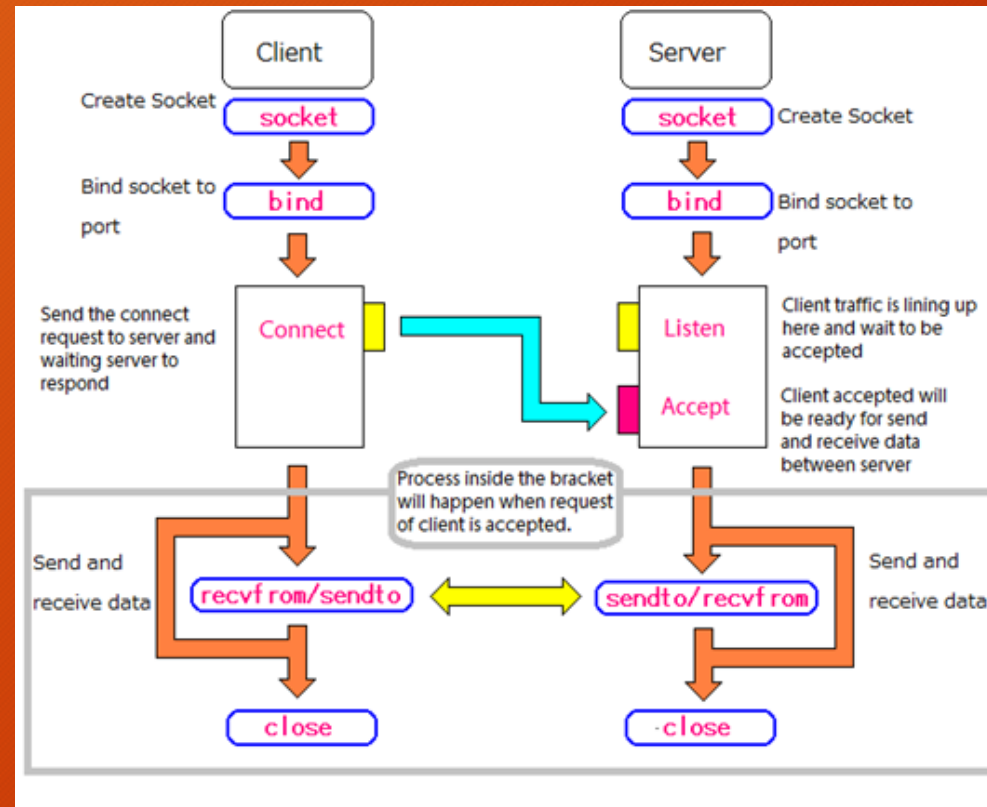 Client
Server
Create Socket
socket
socket
Create Socket
Bind socket to
port
bind
bind
Bind socket to
port
Send the connect
request to server and
waiting server to
respond
Connect
Listen
Accept
Client traffic is lining up
here and wait to be
accepted
Client accepted will
be ready for send
and receive data
between server
Process inside the bracket
will happen when request
of client is accepted.
Send and
receive data
recvfrom/sendto
sendto/recvfrom
Send and
receive data
close
-close